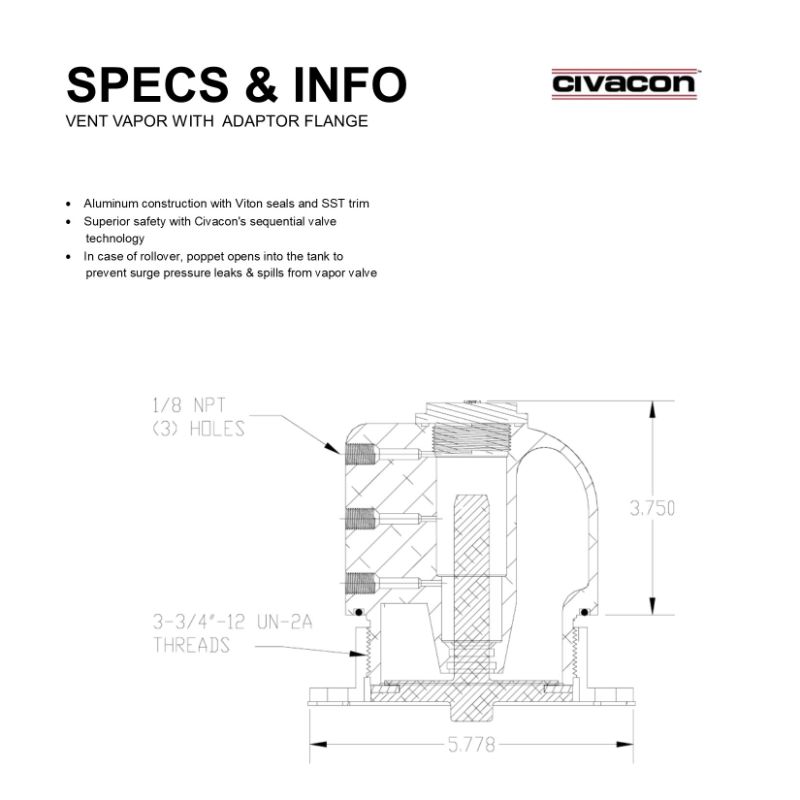 SPECS & INFO
civacon™
VENT VAPOR WITH ADAPTOR FLANGE
• Aluminum construction with Viton seals and SST trim
• Superior safety with Civacon's sequential valve
technology
• In case of rollover, poppet opens into the tank to
prevent surge pressure leaks & spills from vapor valve
1/8 NPT
(3) HOLES
3.750
3-3/4"-12 UN-2A
THREADS
5.778